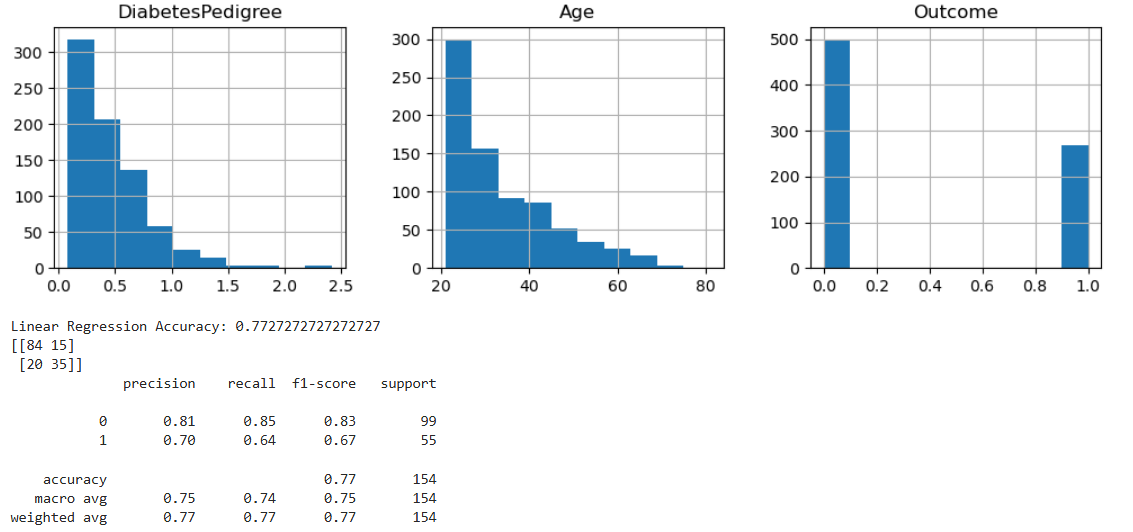 DiabetesPedigree
300
250
200
150
100
50
0
0.0 0.5 1.0 1.5 2.0 2.5
Age
300
250
200
150
100
50
0
20 40 60 80
Outcome
500
400
300
200
100
0
0.0 0.2 0.4 0.6 0.8 1.0
Linear Regression Accuracy: 0.7727272727272727
[[84 15]
[20 35]]
precision recall f1-score support
0 0.81 0.85 0.83 99
1 0.70 0.64 0.67 55
accuracy 0.77 154
macro avg 0.75 0.74 0.75 154
weighted avg 0.77 0.77 0.77 154